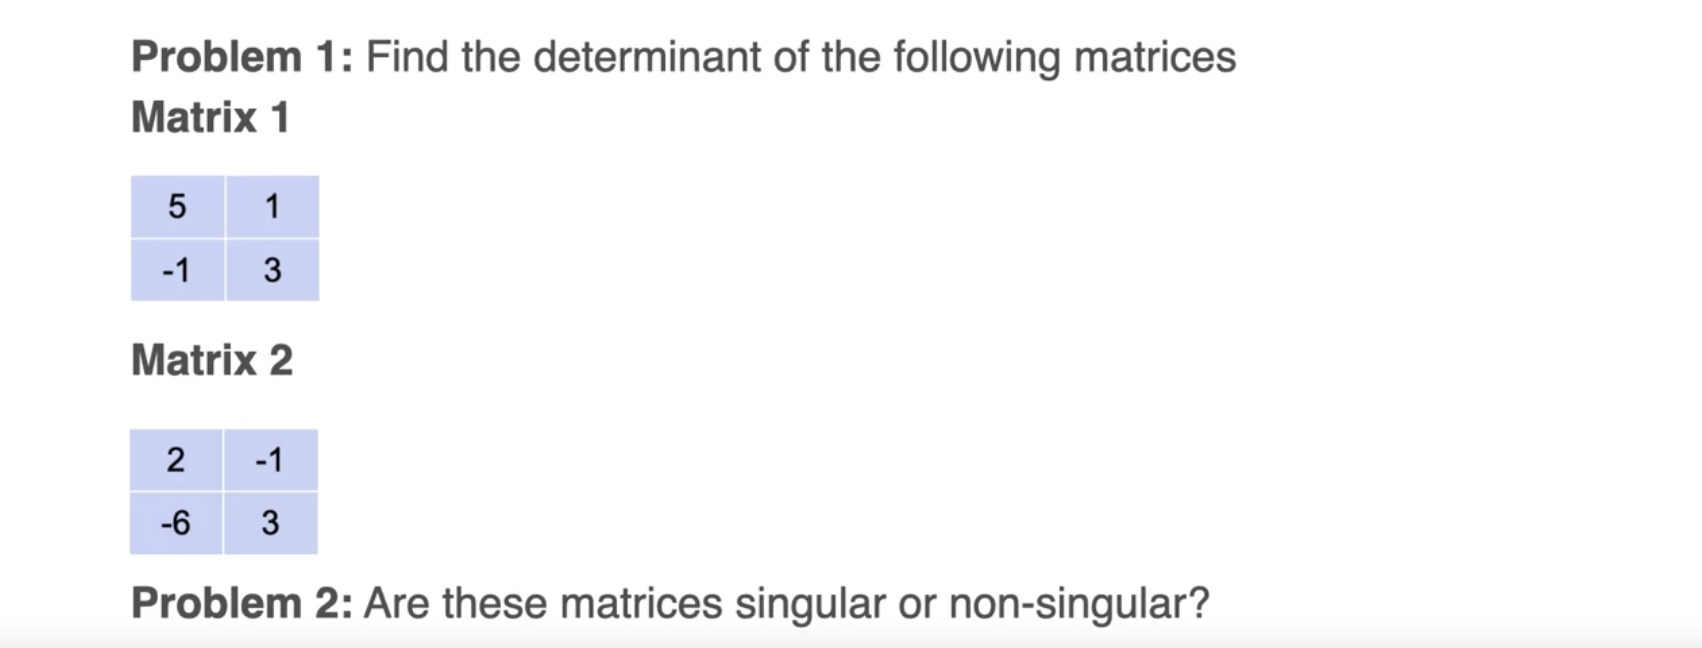 Problem 1: Find the determinant of the following matrices
Matrix 1
5 1
-1 3
Matrix 2
2 -1
-6 3
Problem 2: Are these matrices singular or non-singular?